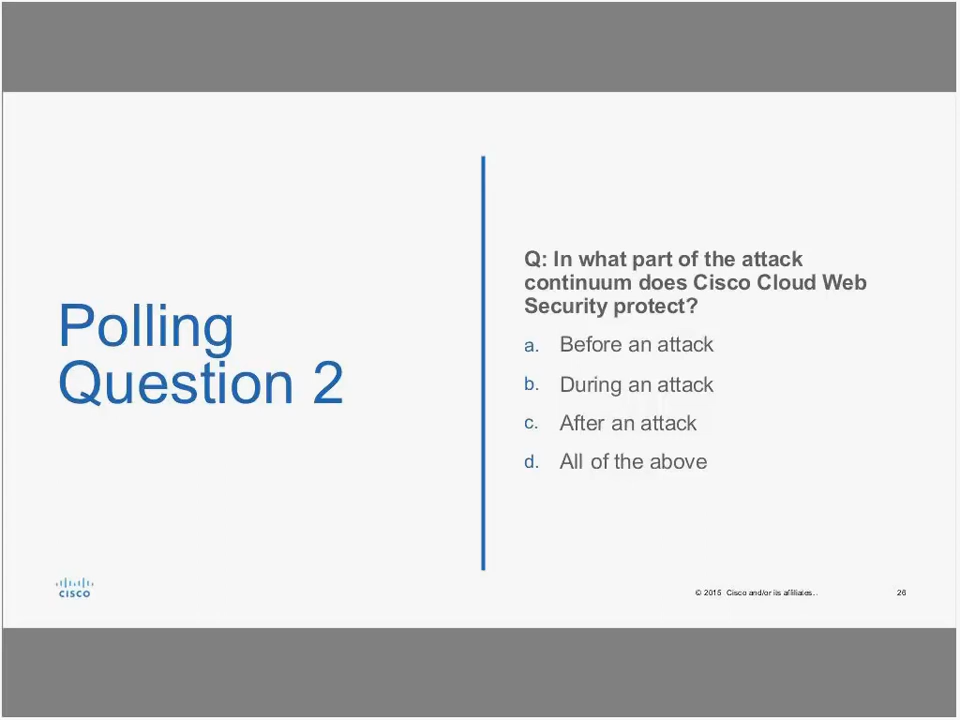 Polling
Question 2
Q: In what part of the attack
continuum does Cisco Cloud Web
Security protect?
a. Before an attack
b. During an attack
c. After an attack
d. All of the above
CISCO
© 2015 Cisco and/or its affiliates..
26